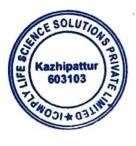 ICOMPLY LIFE SCIENCE SOLUTIONS PRIVATE LIMITED ★
Kazhipattur
603103